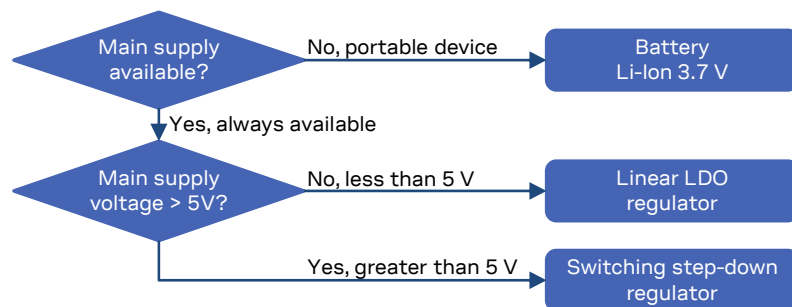 Main supply
available?
No, portable device
Battery
Li-Ion 3.7 V
Yes, always available
Main supply
voltage > 5V?
No, less than 5 V
Linear LDO
regulator
Yes, greater than 5 V
Switching step-down
regulator